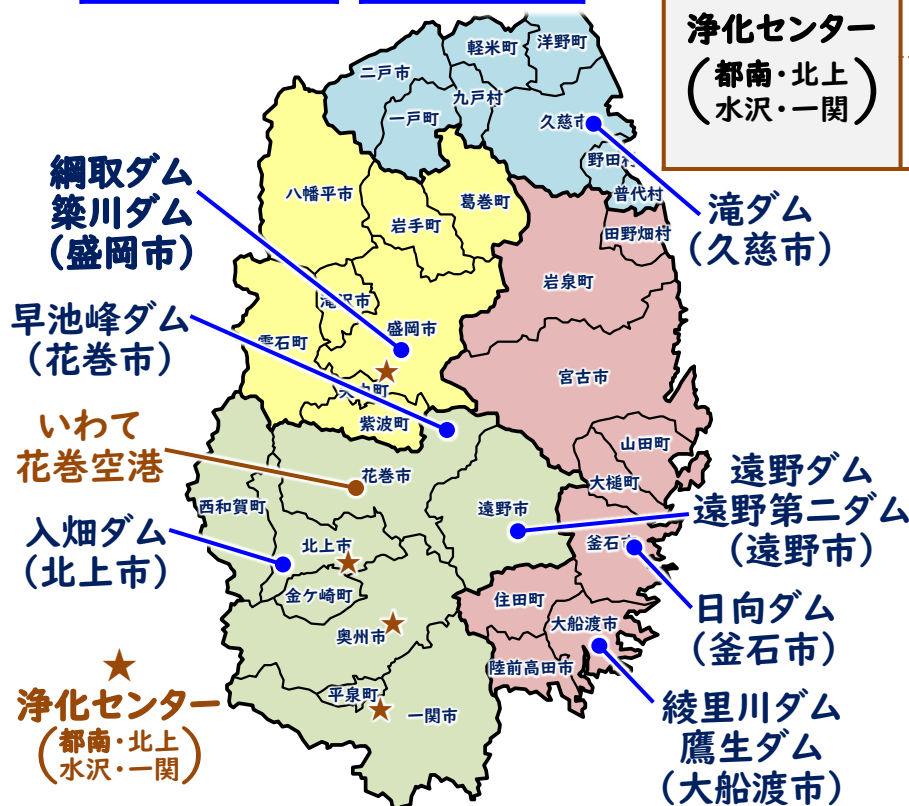 浄化センター
(都南・北上
水沢・一関)
軽米町
洋野町
二戸市
九戸村
一戸町
久慈市
野田村
普代村
綱取ダム
簗川ダム
(盛岡市)
八幡平市
葛巻町
岩手町
滝ダム
(久慈市)
田野畑村
岩泉町
早池峰ダム
(花巻市)
滝沢市
盛岡市
雫石町
宮古市
矢巾町
紫波町
いわて
花巻空港
山田町
花巻市
大槌町
遠野ダム
遠野第二ダム
(遠野市)
西和賀町
遠野市
入畑ダム
(北上市)
北上市
釜石市
金ケ崎町
住田町
日向ダム
(釜石市)
奥州市
大船渡市
陸前高田市
★
浄化センター
(都南・北上
水沢・一関)
平泉町
一関市
綾里川ダム
鷹生ダム
(大船渡市)